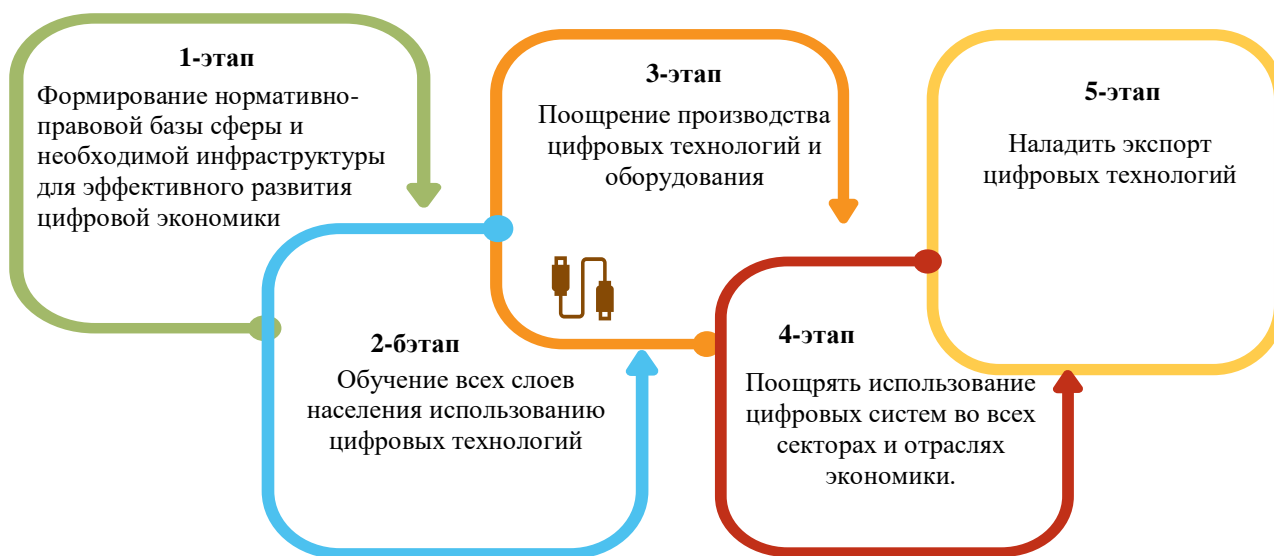 1-этап
Формирование нормативно-
правовой базы сферы и
необходимой инфраструктуры
для эффективного развития
цифровой экономики
2-бэтап
Обучение всех слоев
населения использованию
цифровых технологий
3-этап
Поощрение производства
цифровых технологий и
оборудования
4-этап
Поощрять использование
цифровых систем во всех
секторах и отраслях
экономики.
5-этап
Наладить экспорт
цифровых технологий